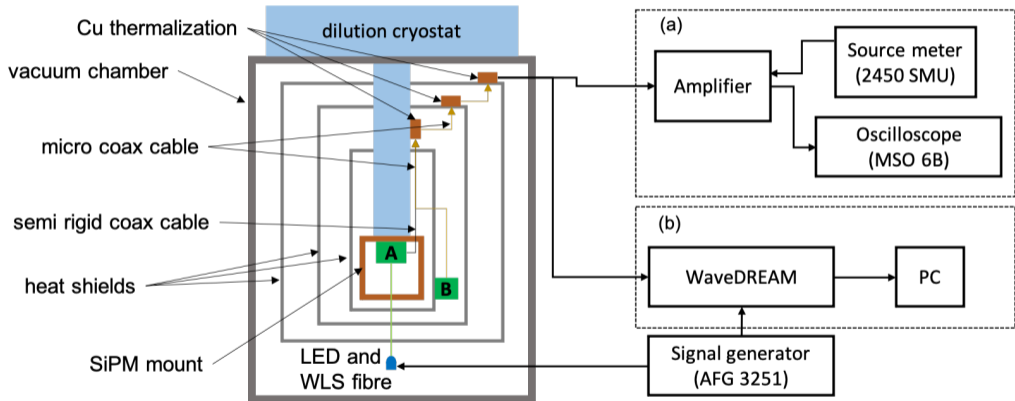 Cu thermalization
vacuum chamber
micro coax cable
semi rigid coax cable
heat shields
SiPM mount
dilution cryostat
A
B
LED and
WLS fibre
(a)
Amplifier
Source meter
(2450 SMU)
Oscilloscope
(MSO 6B)
(b)
WaveDREAM
PC
Signal generator
(AFG 3251)